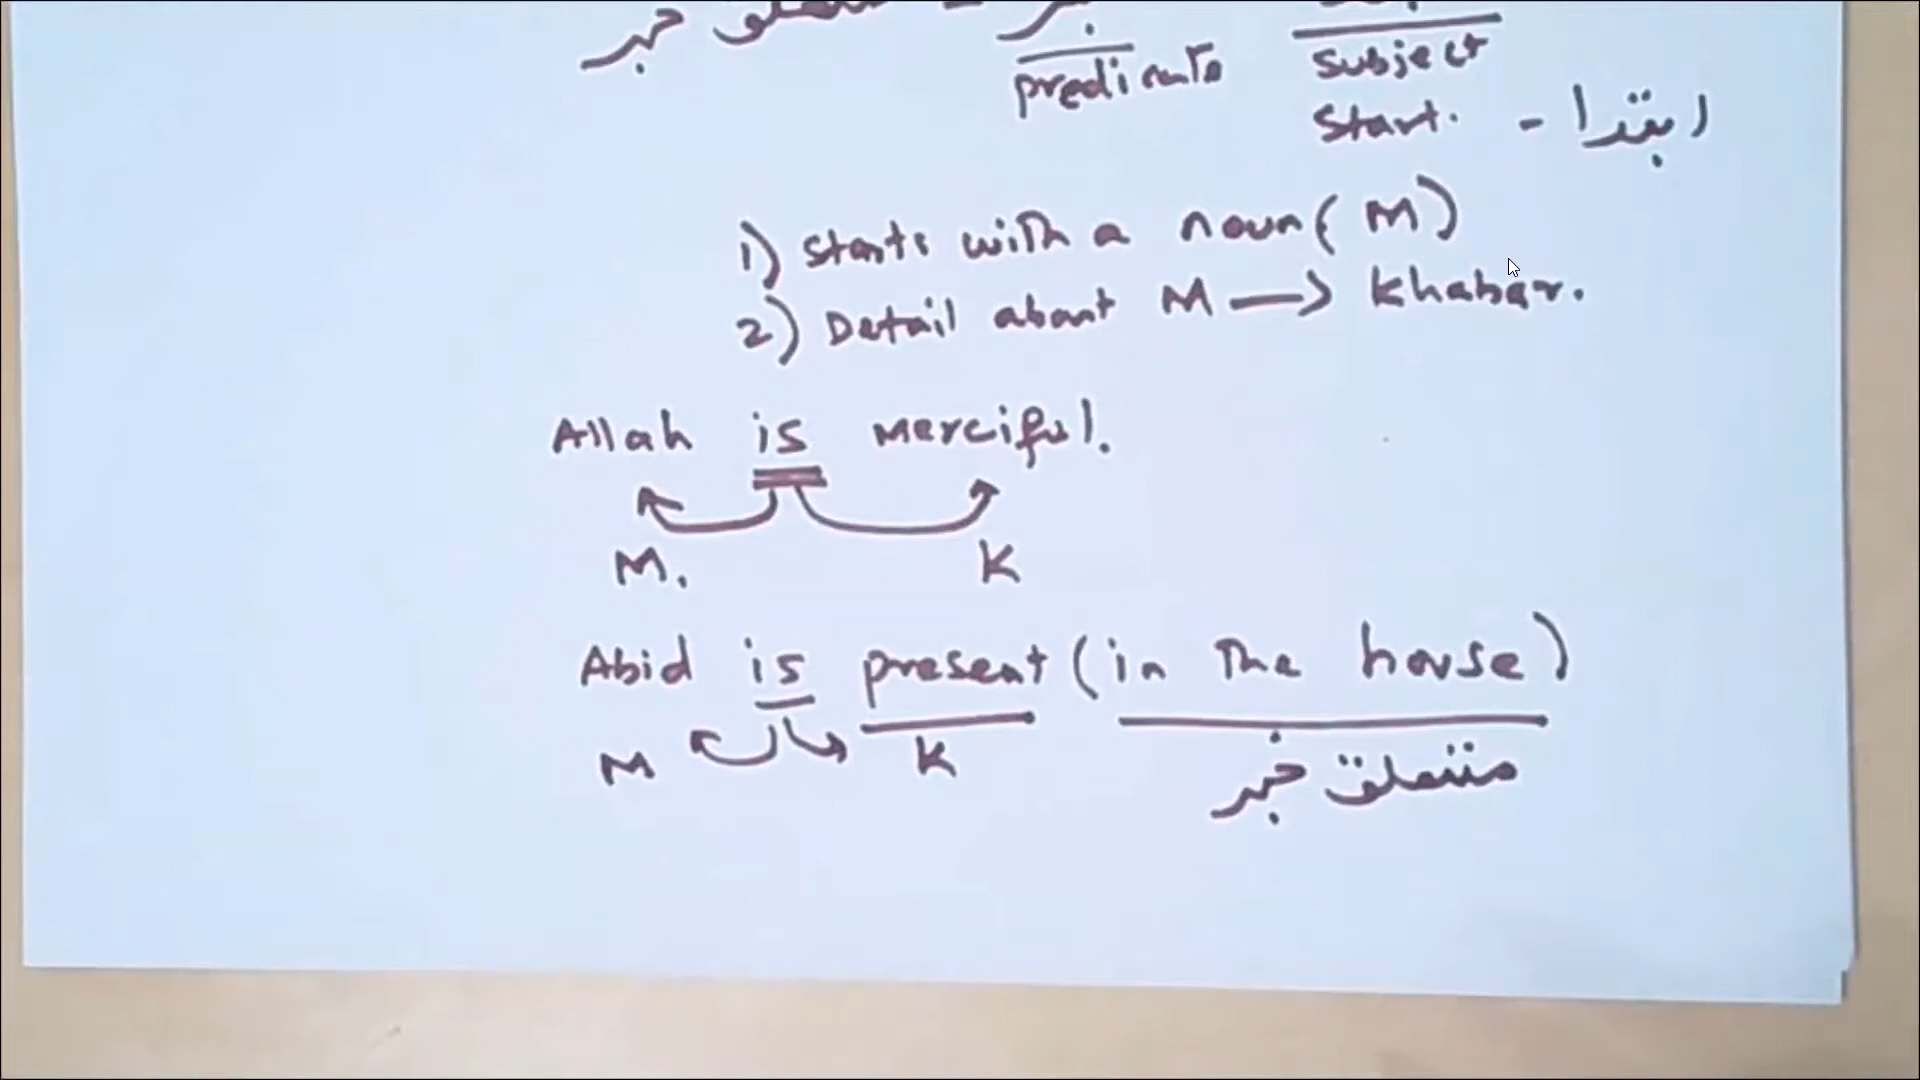 متعلق خبر -
predicate subject
start. - ابتدا
1) starts with a noun (M)
2) Detail about M → Khabar.
Allah is merciful.
M. K
Abid is present (in the house)
M K متعلق خبر